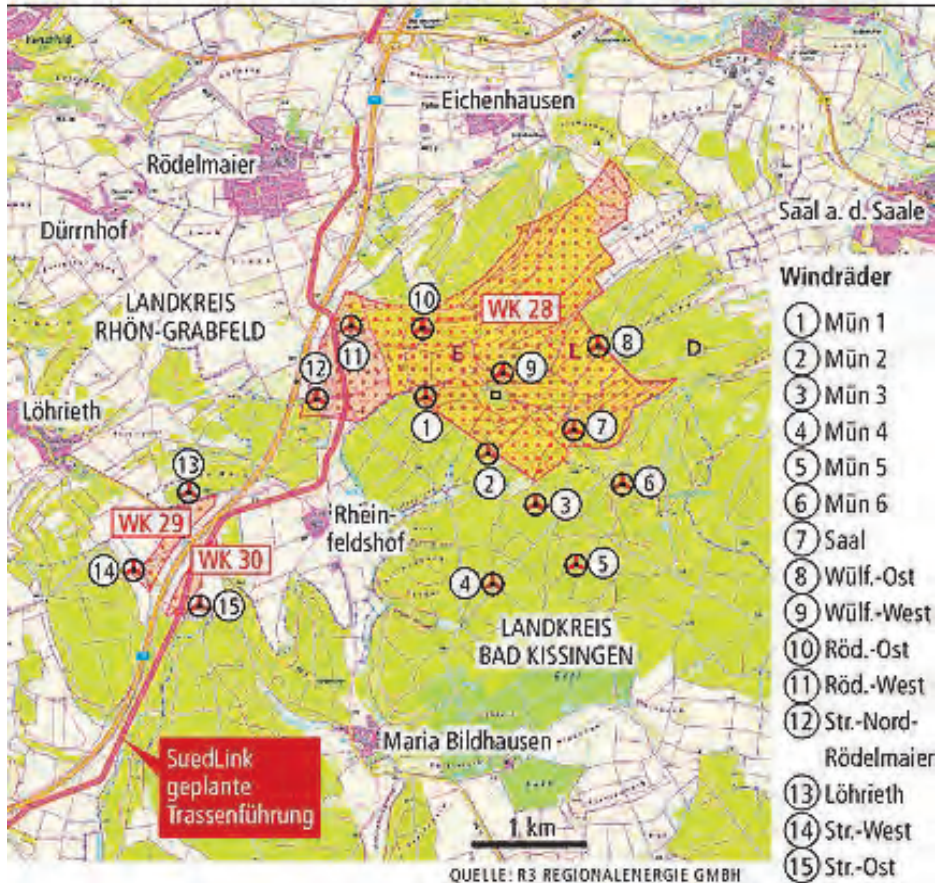 Eichenhausen
Rödelmaier
Saal a. d. Saale
Dürrnhof
LANDKREIS
RHÖN-GRABFELD
Löhrieth
WK 28
E
E
D
10
11
12
8
9
1
7
2
6
3
13
WK 29
14
WK 30
15
Rhein-
feldshof
4
5
LANDKREIS
BAD KISSINGEN
Maria Bildhausen
SuedLink
geplante
Trassenführung
1 km
QUELLE: R3 REGIONALENERGIE GMBH
Windräder
1 Mün 1
2 Mün 2
3 Mün 3
4 Mün 4
5 Mün 5
6 Mün 6
7 Saal
8 Wülf.-Ost
9 Wülf.-West
10 Röd.-Ost
11 Röd.-West
12 Str.-Nord-
Rödelmaier
13 Löhrieth
14 Str.-West
15 Str.-Ost